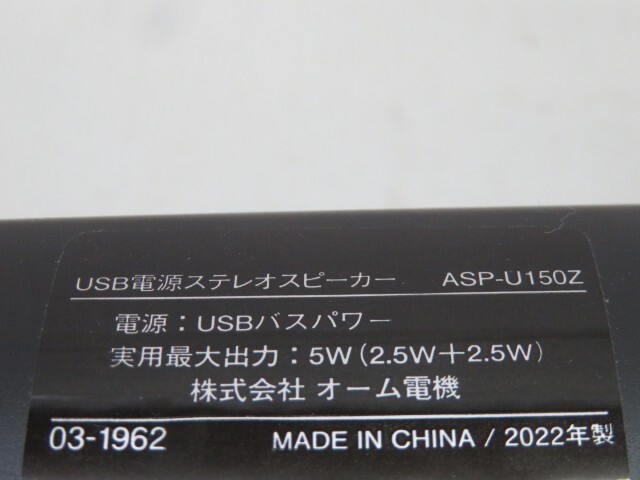 USB電源ステレオスピーカー ASP-U150Z
電源：USBバスパワー
実用最大出力：5W（2.5W＋2.5W）
株式会社 オーム電機
03-1962 MADE IN CHINA / 2022年製